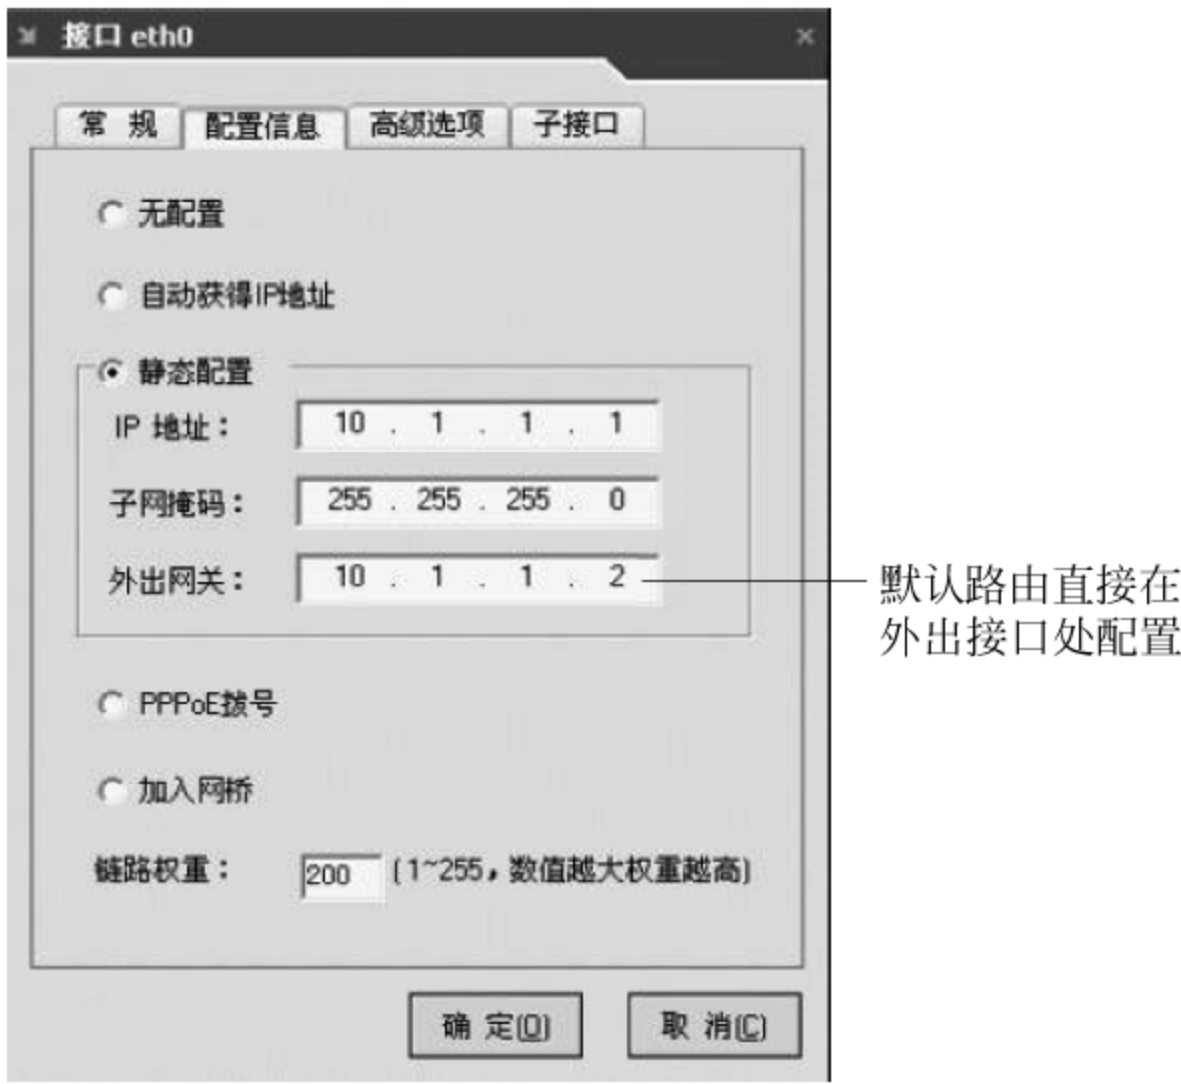 接口 eth0
常 规 配置信息 高级选项 子接口
无配置
自动获得IP地址
静态配置
IP 地址： 10 . 1 . 1 . 1
子网掩码： 255 . 255 . 255 . 0
外出网关： 10 . 1 . 1 . 2
默认路由直接在
外出接口处配置
PPPoE拨号
加入网桥
链路权重： 200 (1~255，数值越大权重越高)
确 定(O) 取 消(C)